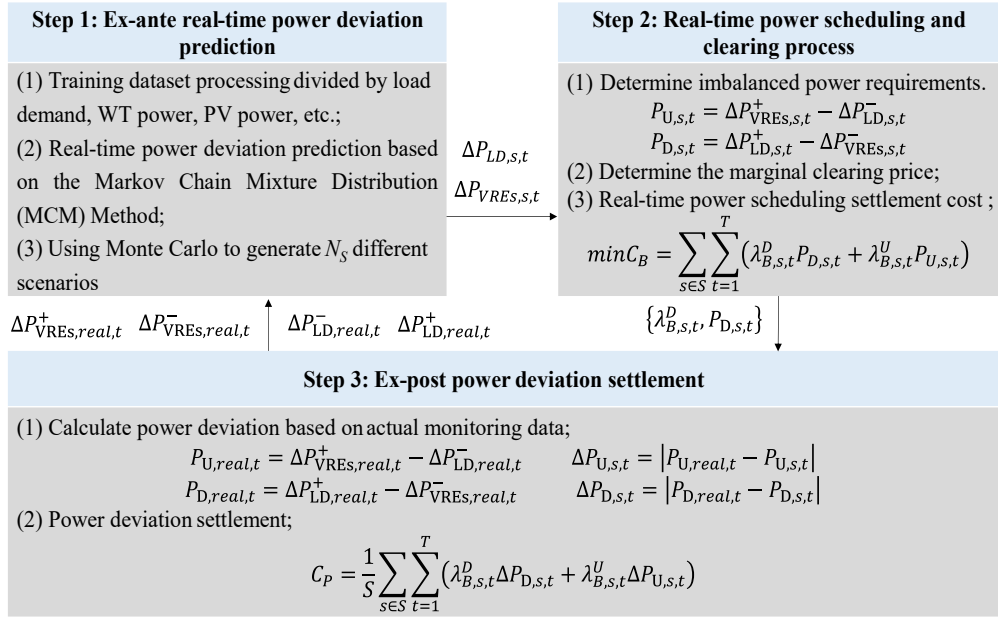 Step 1: Ex-ante real-time power deviation
prediction
(1) Training dataset processing divided by load
demand, WT power, PV power, etc.;
(2) Real-time power deviation prediction based
on the Markov Chain Mixture Distribution
(MCM) Method;
(3) Using Monte Carlo to generate N_S different
scenarios
ΔP_{LD,s,t}
ΔP_{VREs,s,t}
Step 2: Real-time power scheduling and
clearing process
(1) Determine imbalanced power requirements.
P_{U,s,t} = ΔP^+_{VREs,s,t} − ΔP^-_{LD,s,t}
P_{D,s,t} = ΔP^+_{LD,s,t} − ΔP^-_{VREs,s,t}
(2) Determine the marginal clearing price;
(3) Real-time power scheduling settlement cost ;
minC_B = ∑_{s∈S} ∑_{t=1}^{T} (λ^D_{B,s,t} P_{D,s,t} + λ^U_{B,s,t} P_{U,s,t})
ΔP^+_{VREs,real,t} ΔP^-_{VREs,real,t} ΔP^-_{LD,real,t} ΔP^+_{LD,real,t}
{λ^D_{B,s,t}, P_{D,s,t}}
Step 3: Ex-post power deviation settlement
(1) Calculate power deviation based on actual monitoring data;
P_{U,real,t} = ΔP^+_{VREs,real,t} − ΔP^-_{LD,real,t} ΔP_{U,s,t} = |P_{U,real,t} − P_{U,s,t}|
P_{D,real,t} = ΔP^+_{LD,real,t} − ΔP^-_{VREs,real,t} ΔP_{D,s,t} = |P_{D,real,t} − P_{D,s,t}|
(2) Power deviation settlement;
C_P = \frac{1}{S} ∑_{s∈S} ∑_{t=1}^{T} (λ^D_{B,s,t} ΔP_{D,s,t} + λ^U_{B,s,t} ΔP_{U,s,t})